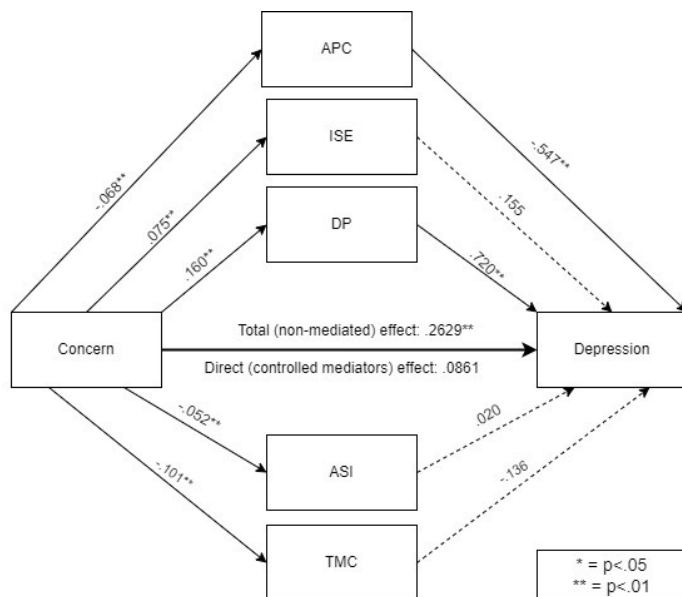 APC
-.068**
-.547**
ISE
.075**
.155
DP
.160**
.720**
Concern
Total (non-mediated) effect: .2629**
Direct (controlled mediators) effect: .0861
Depression
-.052**
.020
ASI
-.101**
-.136
TMC
* = p<.05
** = p<.01